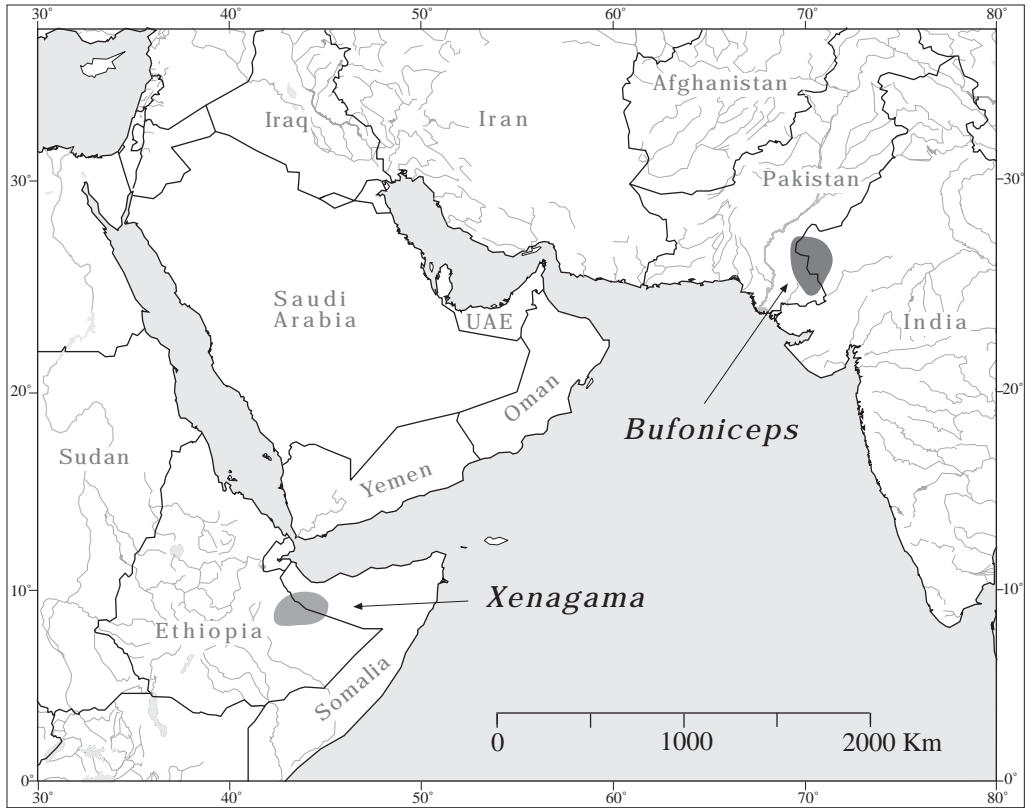 30° 40° 50° 60° 70° 80°
Afghanistan
Iraq
Iran
30°
Pakistan
30°
Saudi
Arabia
UAE
India
20°
Oman
20°
Bufoniceps
Sudan
Yemen
10°
Xenagama
10°
Ethiopia
Somalia
0 1000 2000 Km
0°
0°
30° 40° 50° 60° 70° 80°